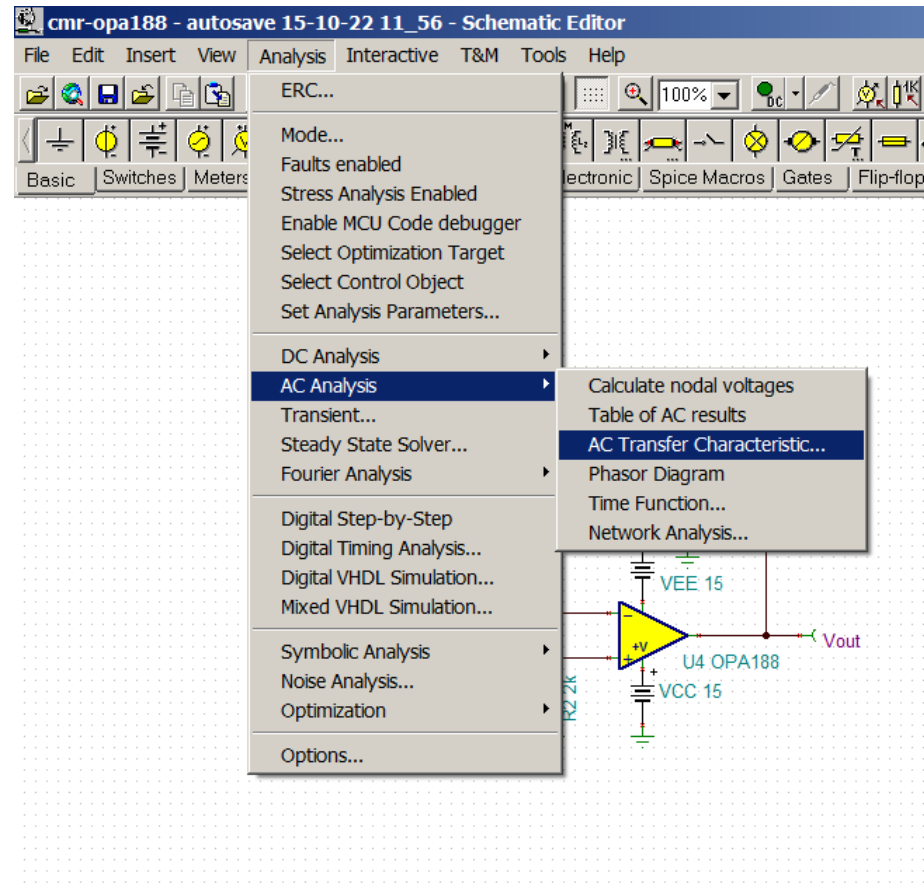 cmr-opa188 - autosave 15-10-22 11_56 - Schematic Editor
File Edit Insert View Analysis Interactive T&M Tools Help
100%
DC
1K
Basic Switches Meters
lectronic Spice Macros Gates Flip-flop
ERC...
Mode...
Faults enabled
Stress Analysis Enabled
Enable MCU Code debugger
Select Optimization Target
Select Control Object
Set Analysis Parameters...
DC Analysis
AC Analysis
Transient...
Steady State Solver...
Fourier Analysis
Digital Step-by-Step
Digital Timing Analysis...
Digital VHDL Simulation...
Mixed VHDL Simulation...
Symbolic Analysis
Noise Analysis...
Optimization
Options...
Calculate nodal voltages
Table of AC results
AC Transfer Characteristic...
Phasor Diagram
Time Function...
Network Analysis...
VEE 15
+V
Vout
U4 OPA188
R2 2k
VCC 15